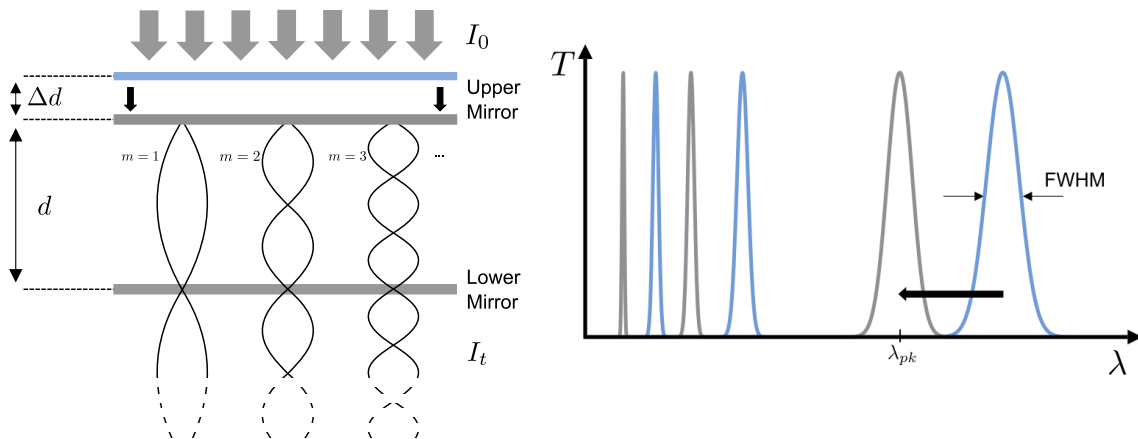 I_0
Upper
Mirror
Δd
m = 1
m = 2
m = 3
...
d
Lower
Mirror
I_t
T
FWHM
λ_pk
λ